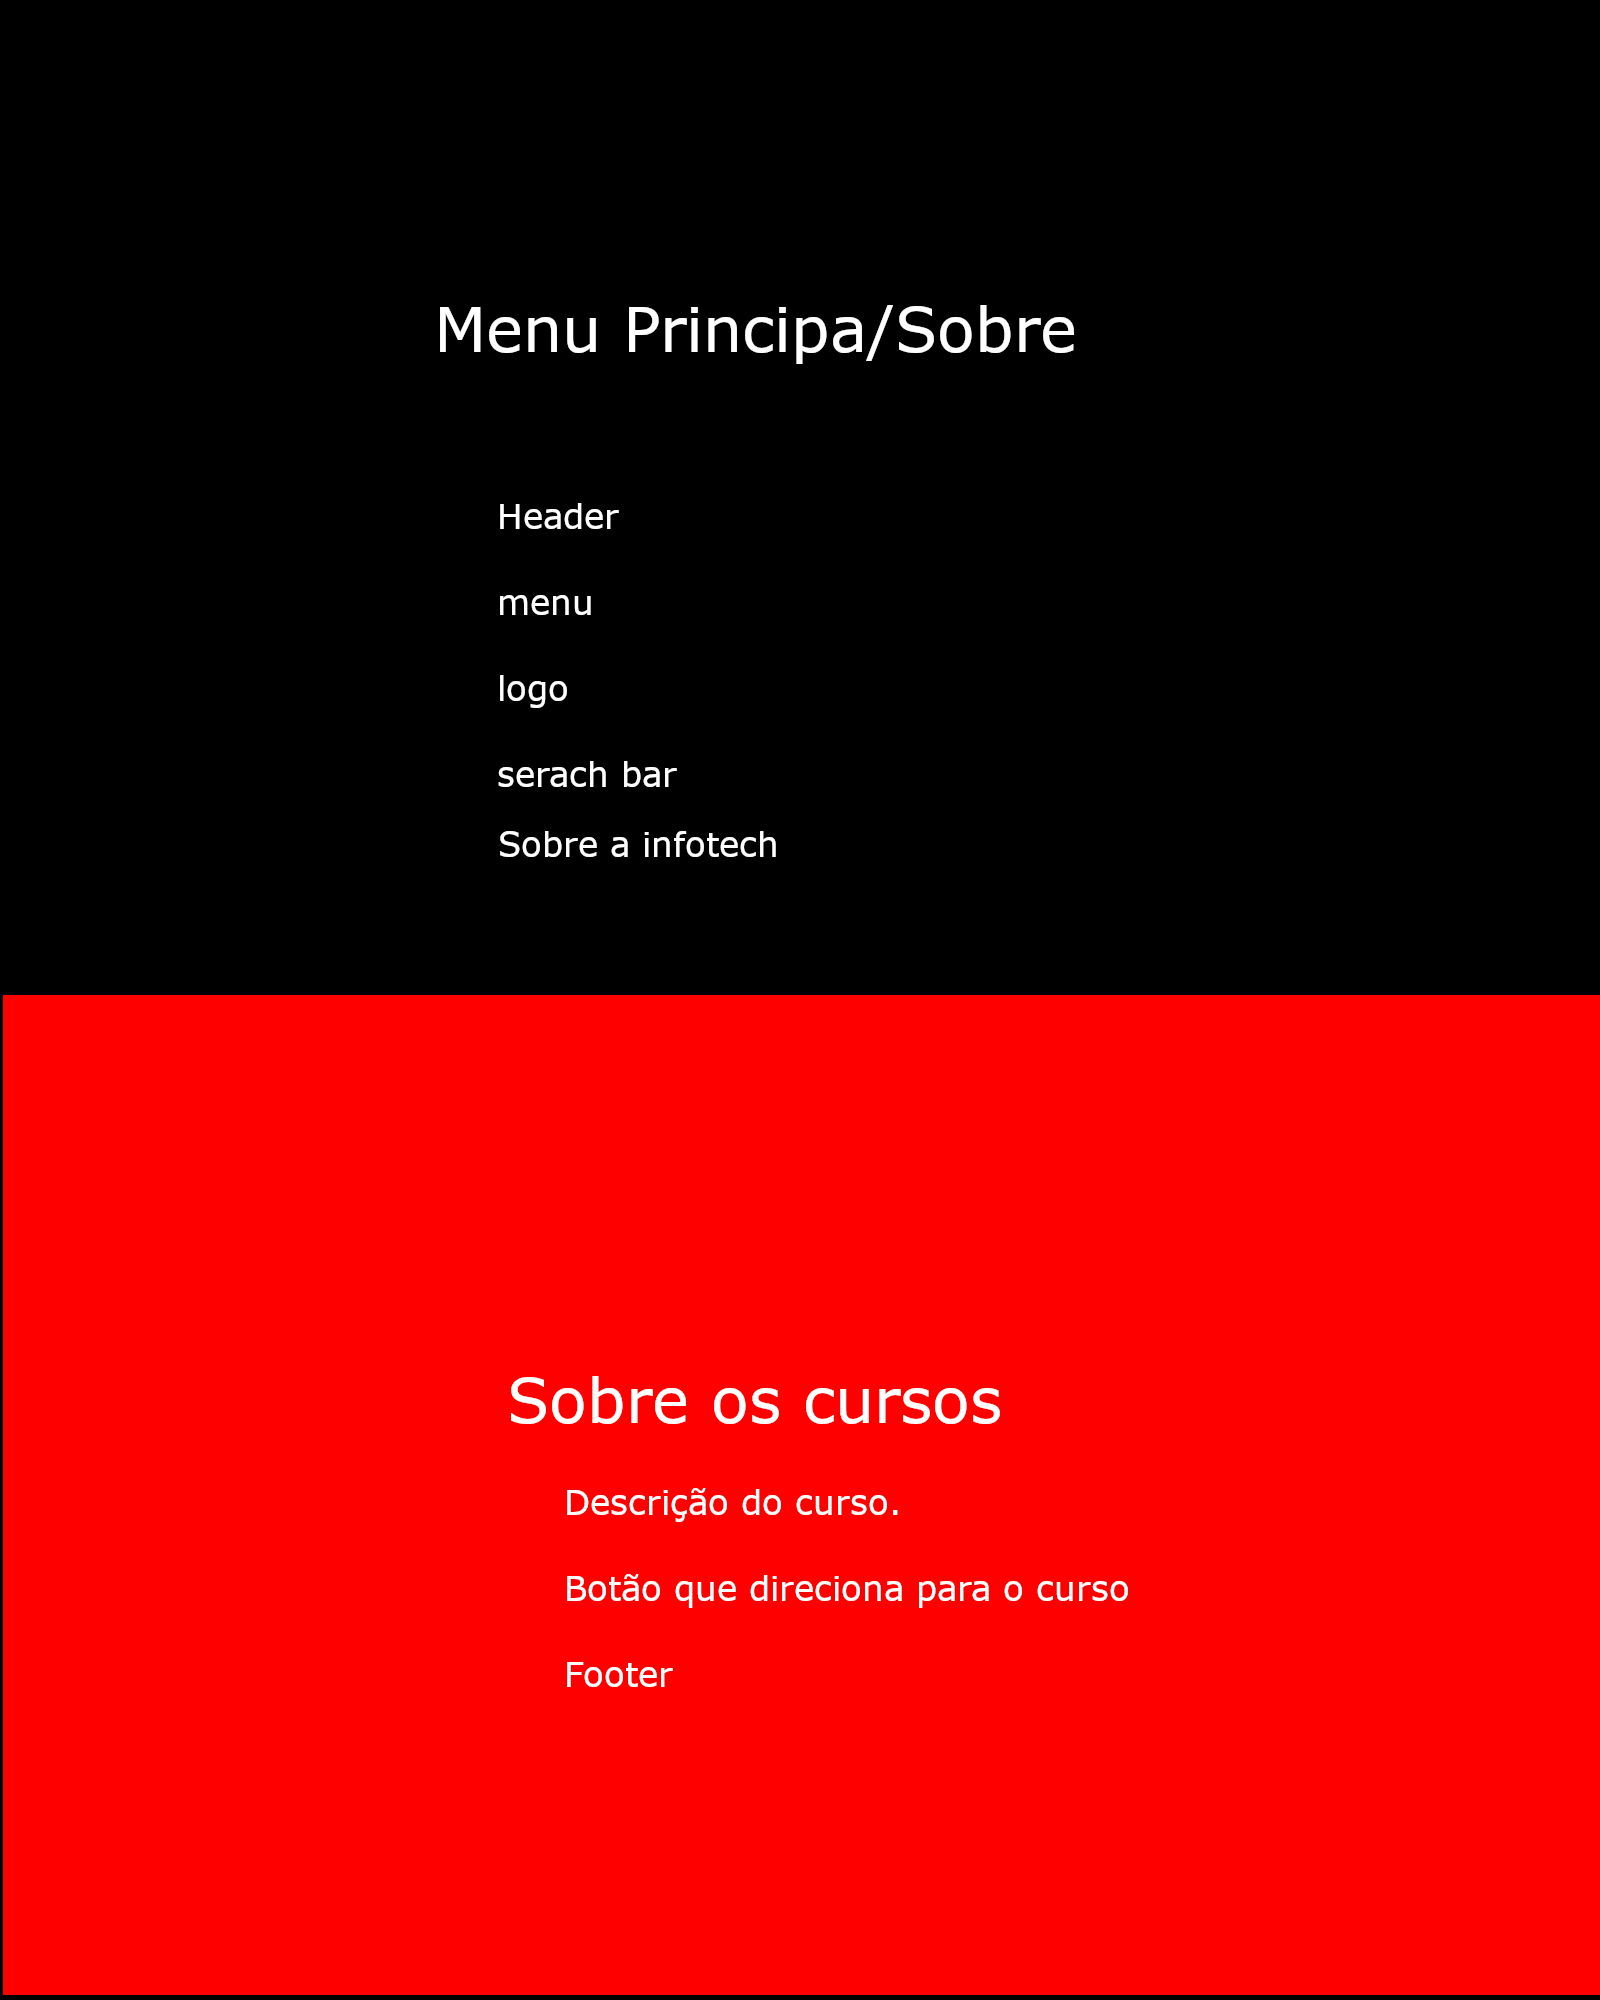 Menu Principa/Sobre
Header
menu
logo
serach bar
Sobre a infotech
Sobre os cursos
Descrição do curso.
Botão que direciona para o curso
Footer